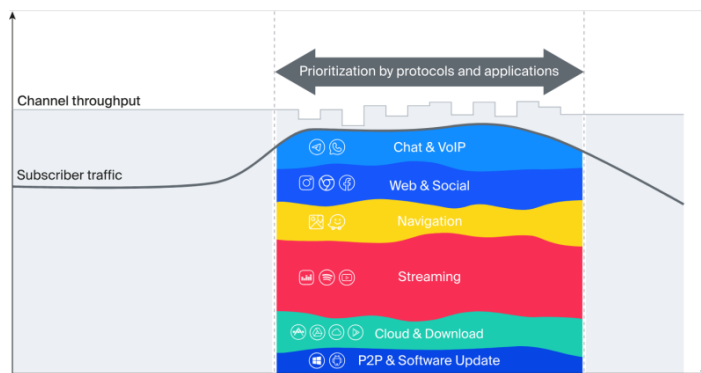 Prioritization by protocols and applications
Channel throughput
Chat & VoIP
Subscriber traffic
Web & Social
Navigation
Streaming
Cloud & Download
P2P & Software Update